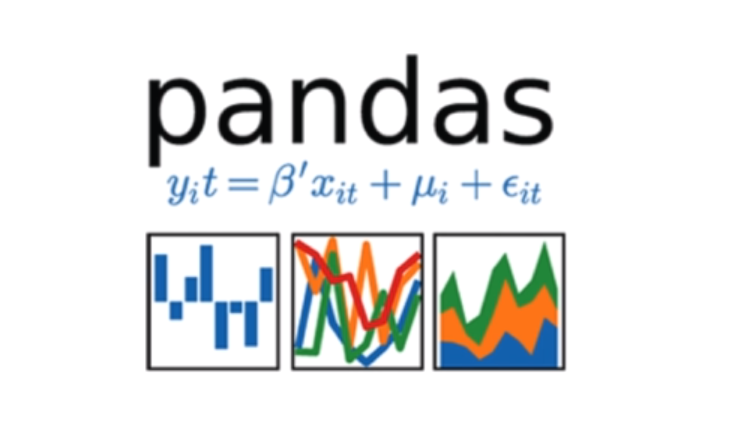 pandas
yᵢt = β′xᵢₜ + μᵢ + ϵᵢₜ